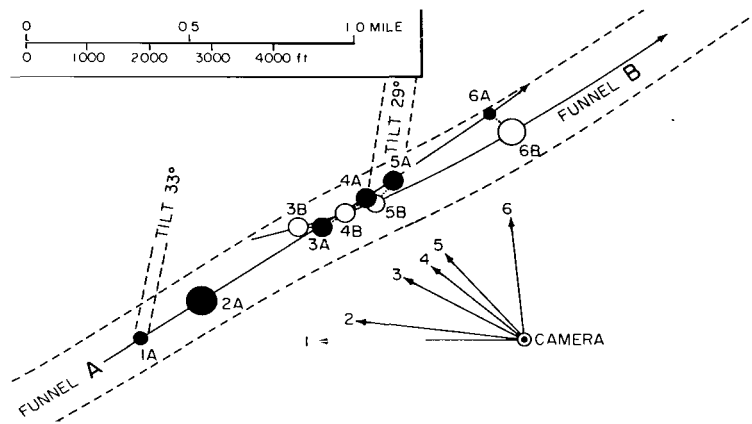 0 0 5 1 0 MILE
0 1000 2000 3000 4000 ft
6A
FUNNEL B
6B
TILT 29°
5A
4A
5B
3B
4B
3A
TILT 33°
2A
1A
FUNNEL A
6
5
4
3
2
1
CAMERA